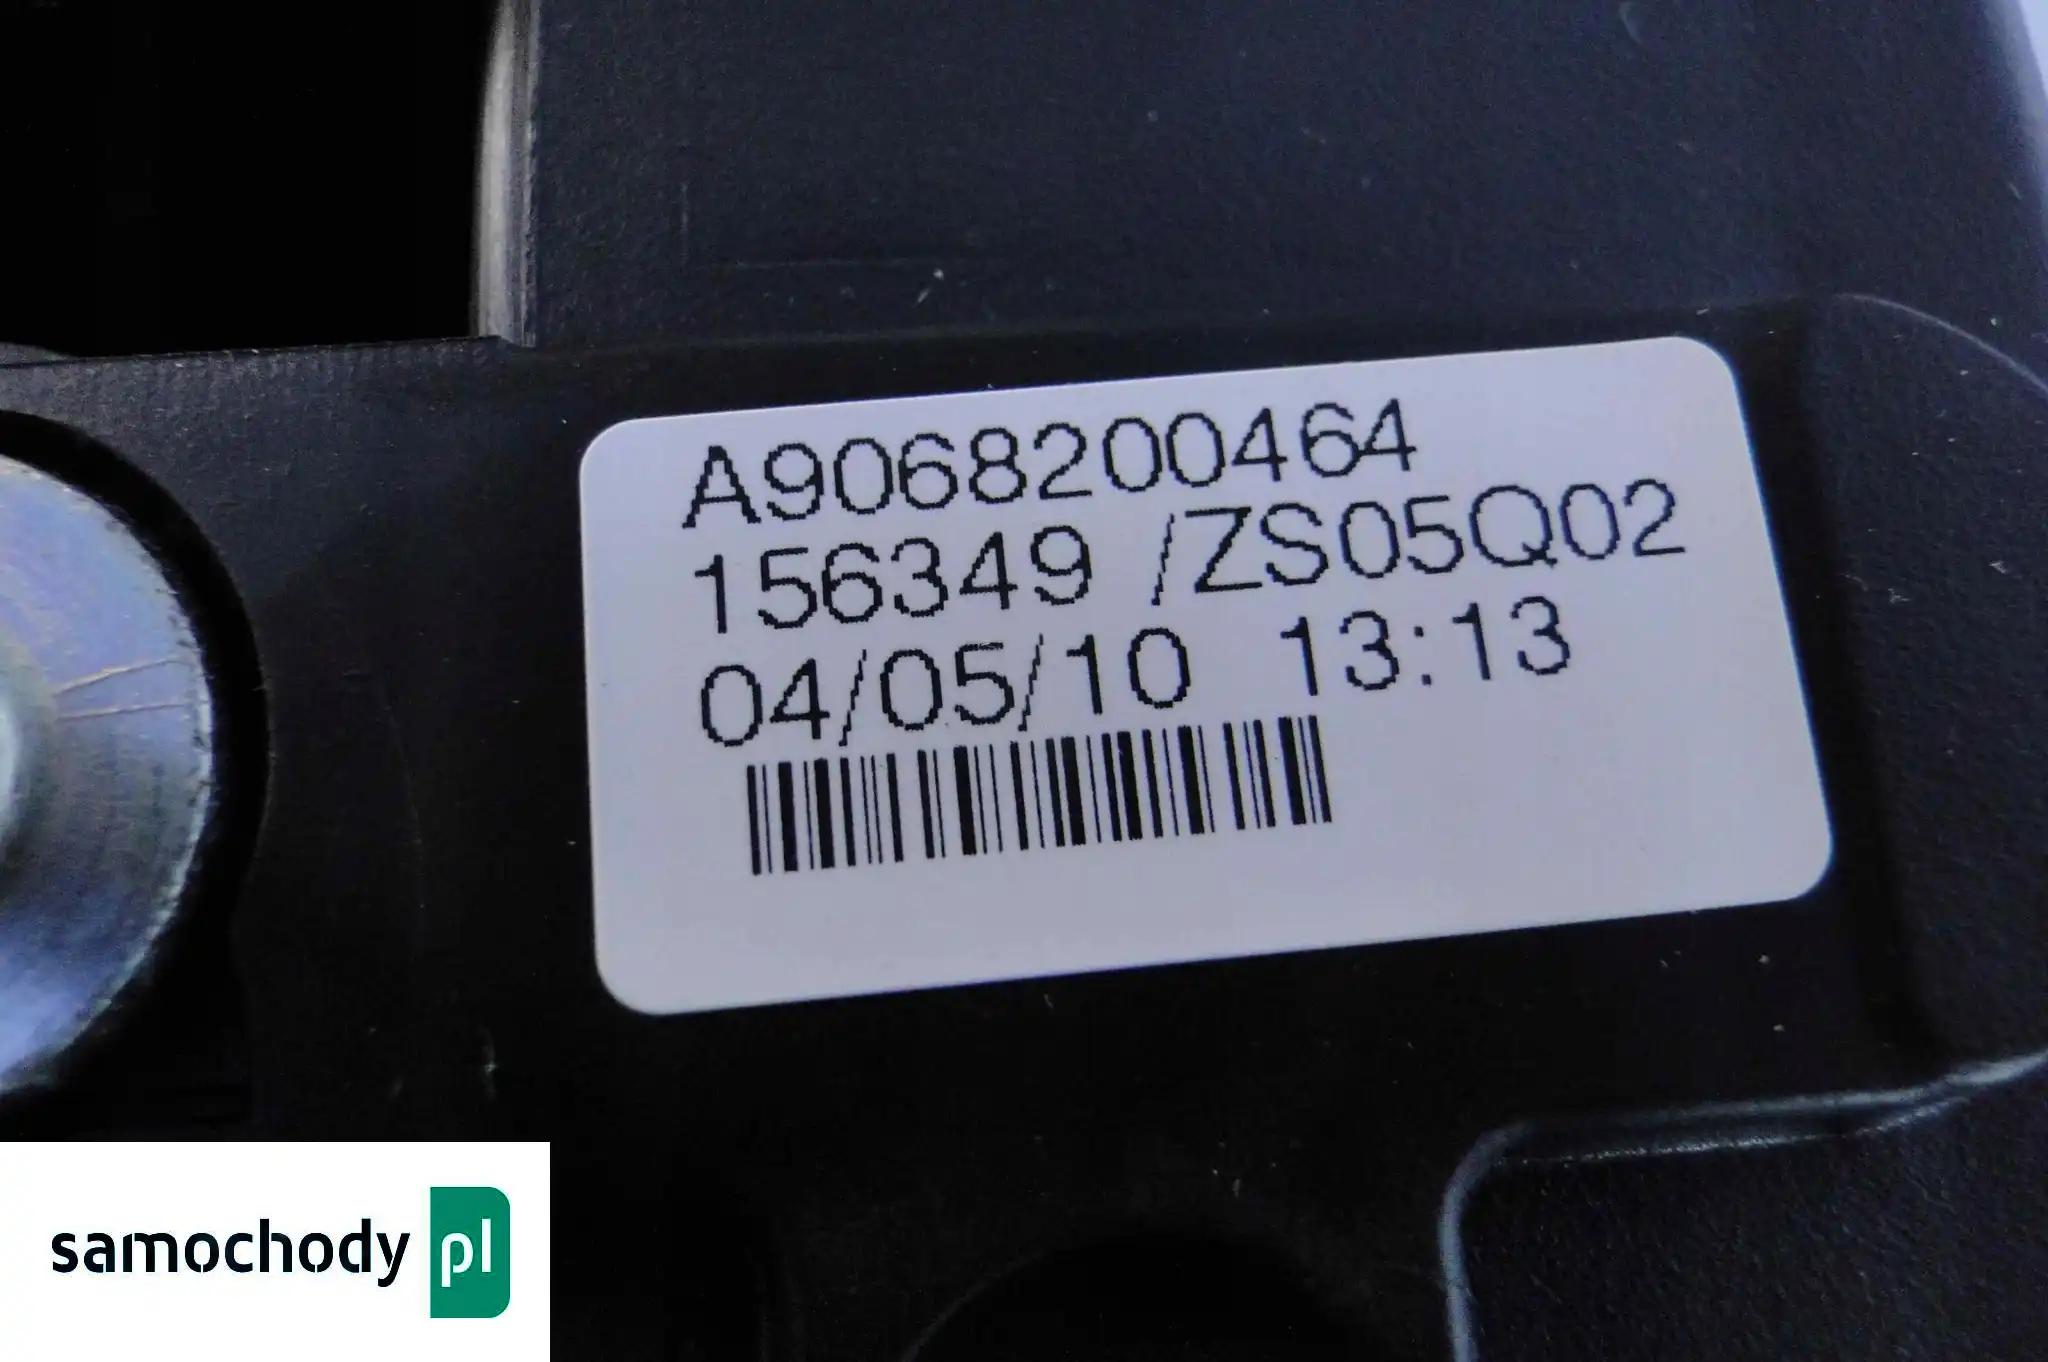 A9068200464
156349 /ZS05Q02
04/05/10 13:13
samochody pl